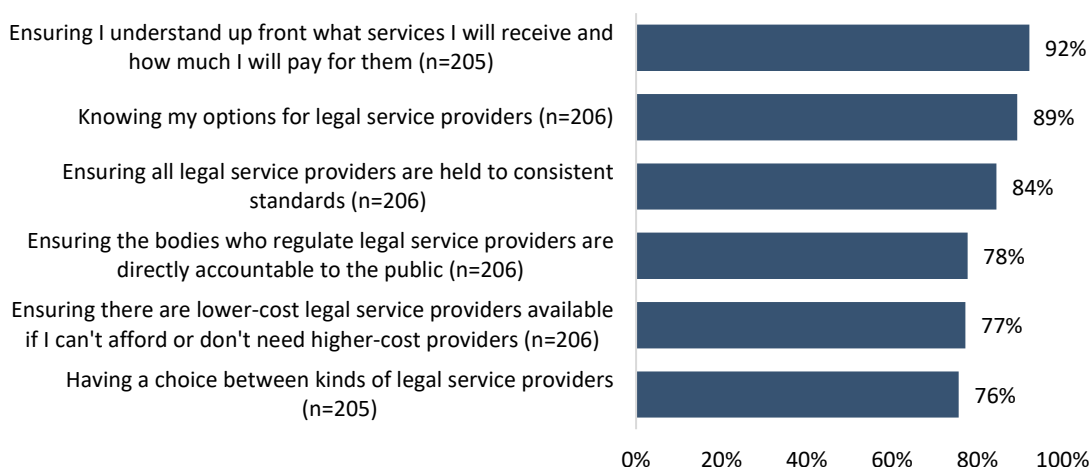 Ensuring I understand up front what services I will receive and
how much I will pay for them (n=205)
92%
Knowing my options for legal service providers (n=206)
89%
Ensuring all legal service providers are held to consistent
standards (n=206)
84%
Ensuring the bodies who regulate legal service providers are
directly accountable to the public (n=206)
78%
Ensuring there are lower-cost legal service providers available
if I can't afford or don't need higher-cost providers (n=206)
77%
Having a choice between kinds of legal service providers
(n=205)
76%
0% 20% 40% 60% 80% 100%